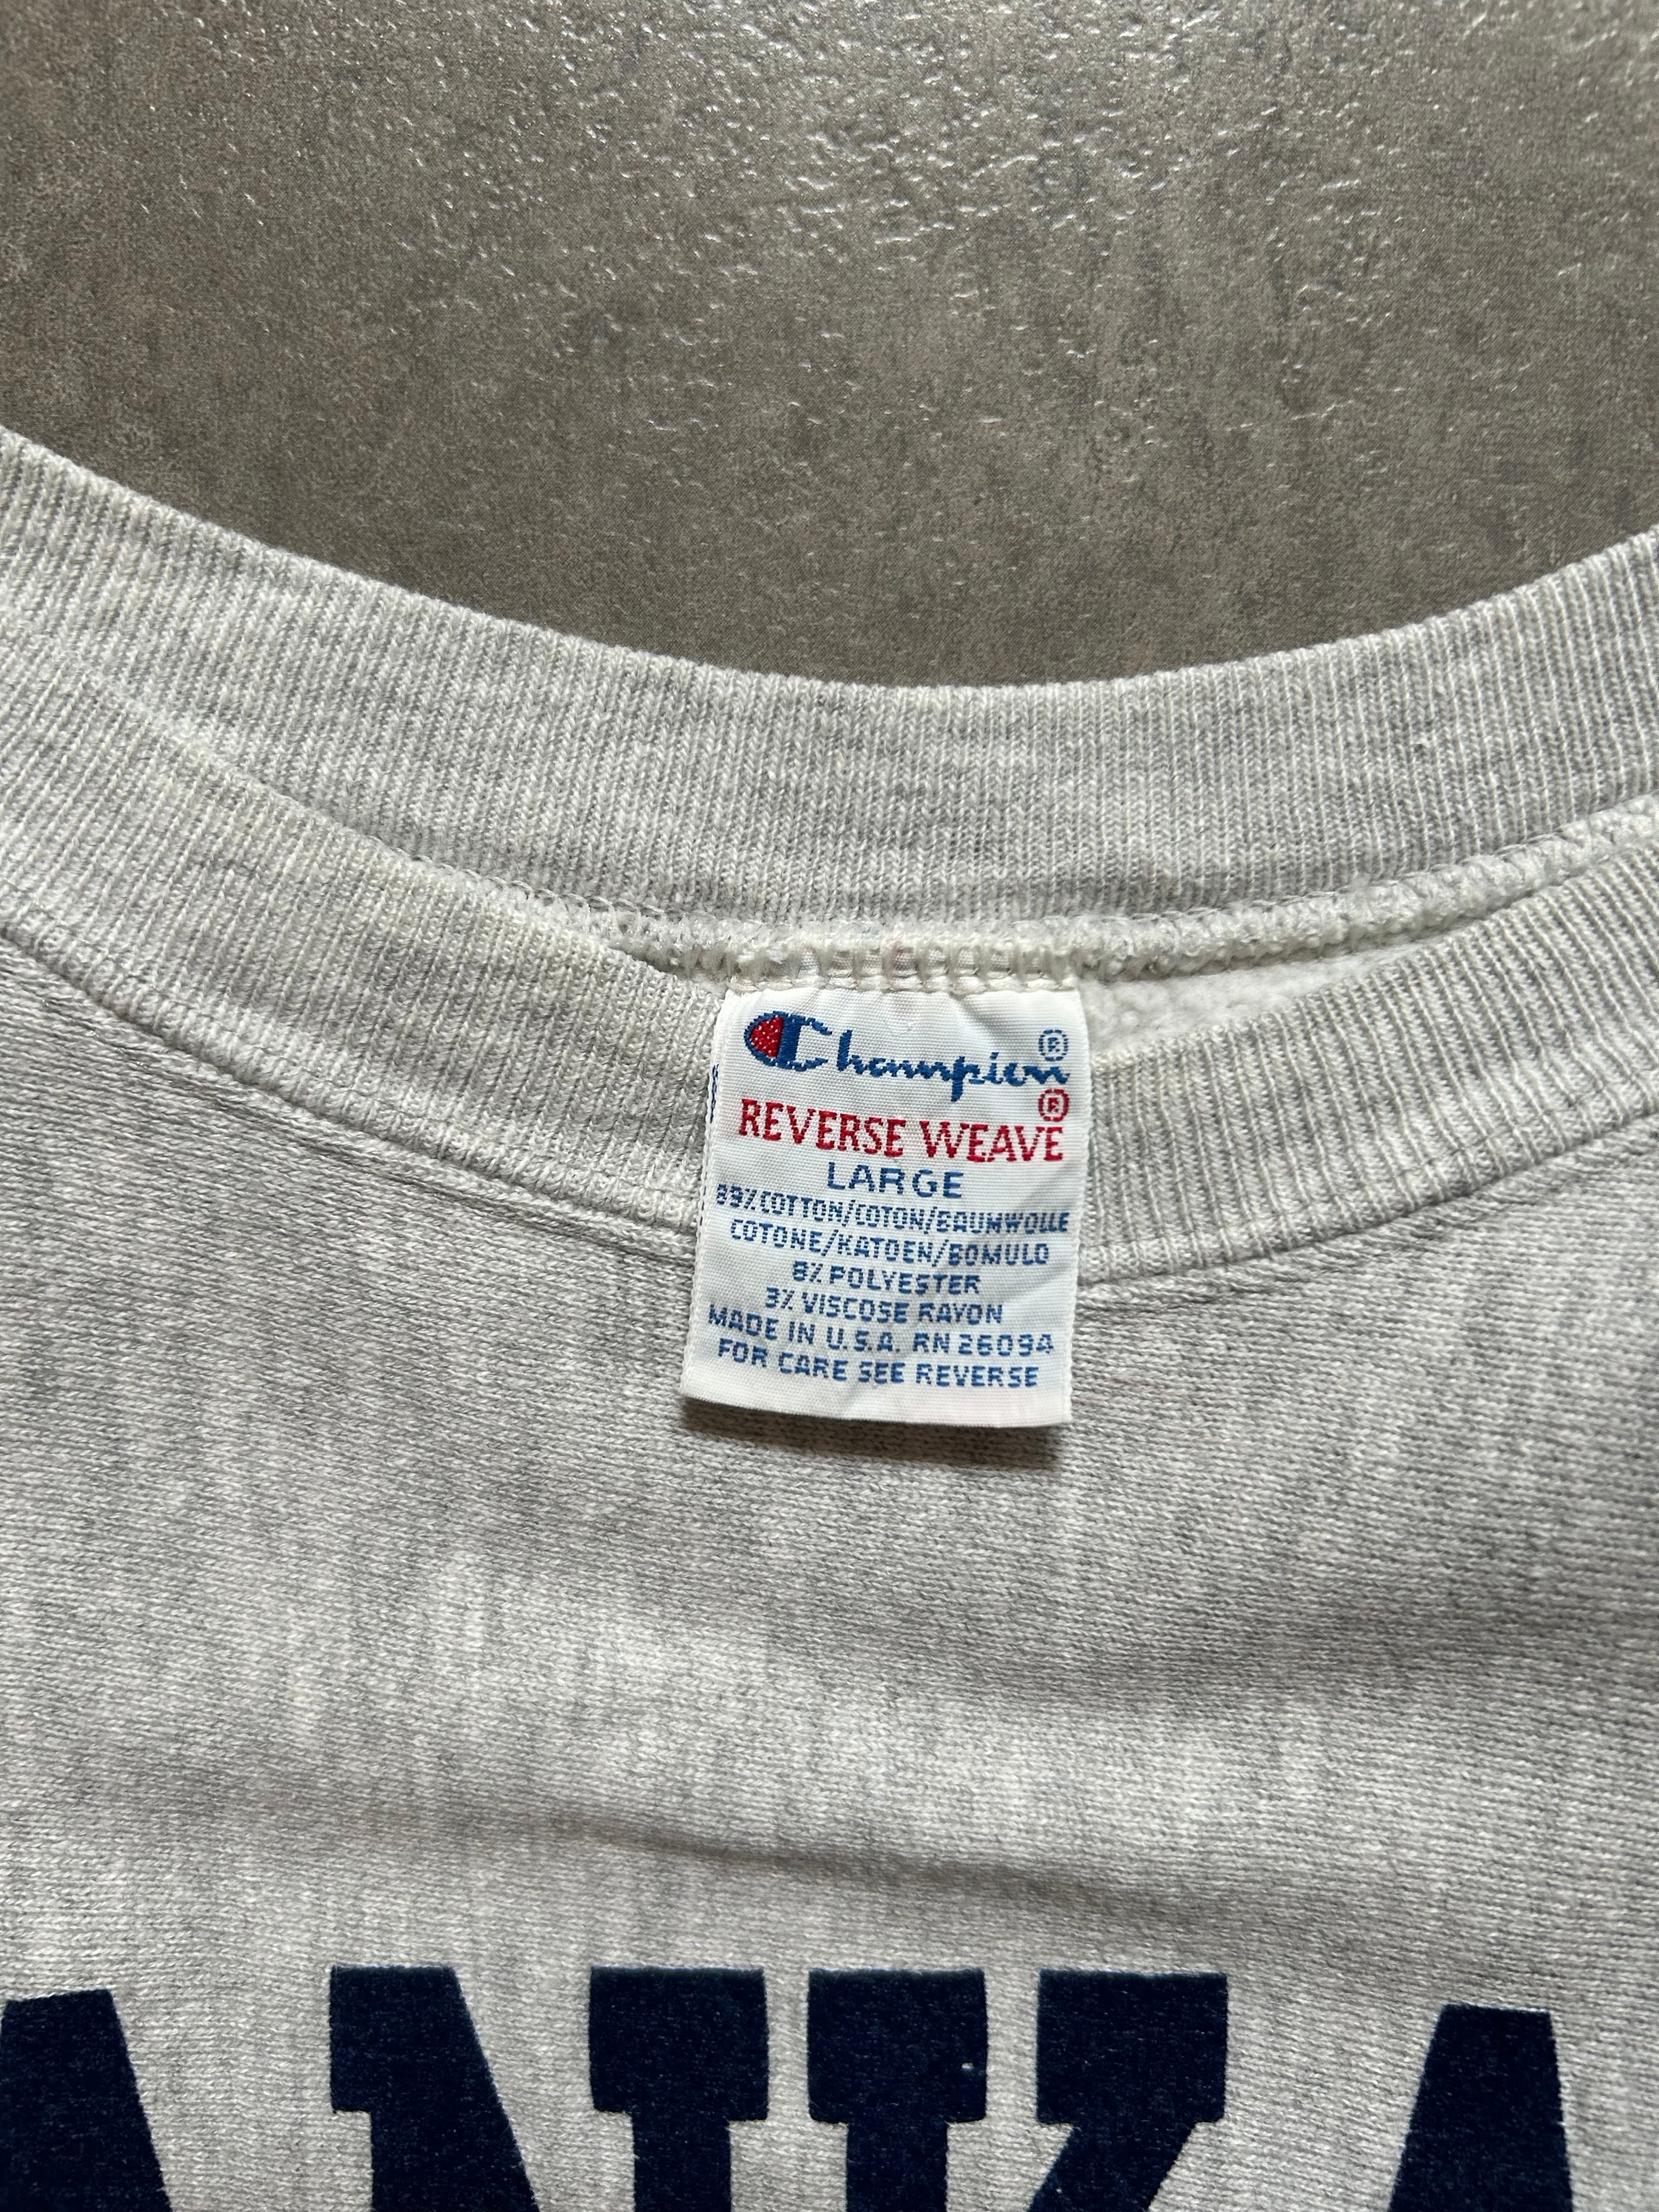 Champion®
REVERSE WEAVE®
LARGE
89% COTTON/COTON/BAUMWOLLE
COTONE/KATOEN/BOMULD
8% POLYESTER
3% VISCOSE RAYON
MADE IN U.S.A. RN 26094
FOR CARE SEE REVERSE
ANKA